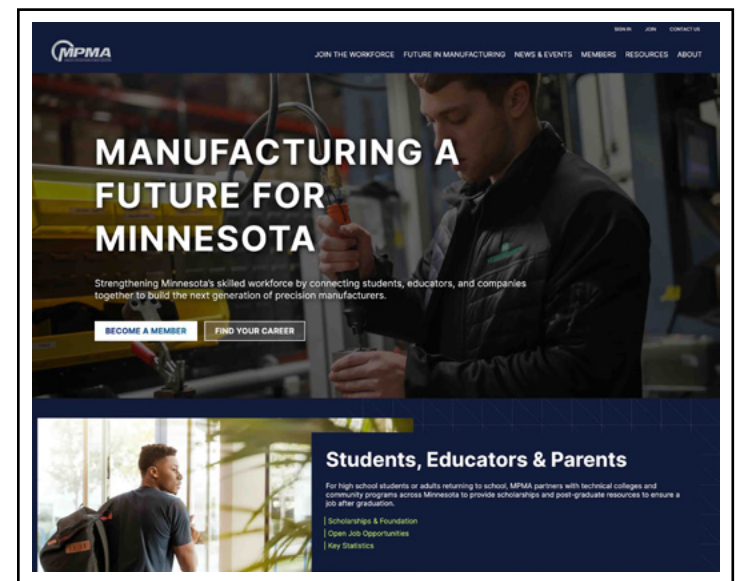 SIGN IN JOIN CONTACT US
MPMA
JOIN THE WORKFORCE FUTURE IN MANUFACTURING NEWS & EVENTS MEMBERS RESOURCES ABOUT
MANUFACTURING A
FUTURE FOR
MINNESOTA
Strengthening Minnesota's skilled workforce by connecting students, educators, and companies
together to build the next generation of precision manufacturers.
BECOME A MEMBER FIND YOUR CAREER
Students, Educators & Parents
For high school students or adults returning to school, MPMA partners with technical colleges and
community programs across Minnesota to provide scholarships and post-graduate resources to ensure a
job after graduation.
Scholarships & Foundation
Open Job Opportunities
Key Statistics